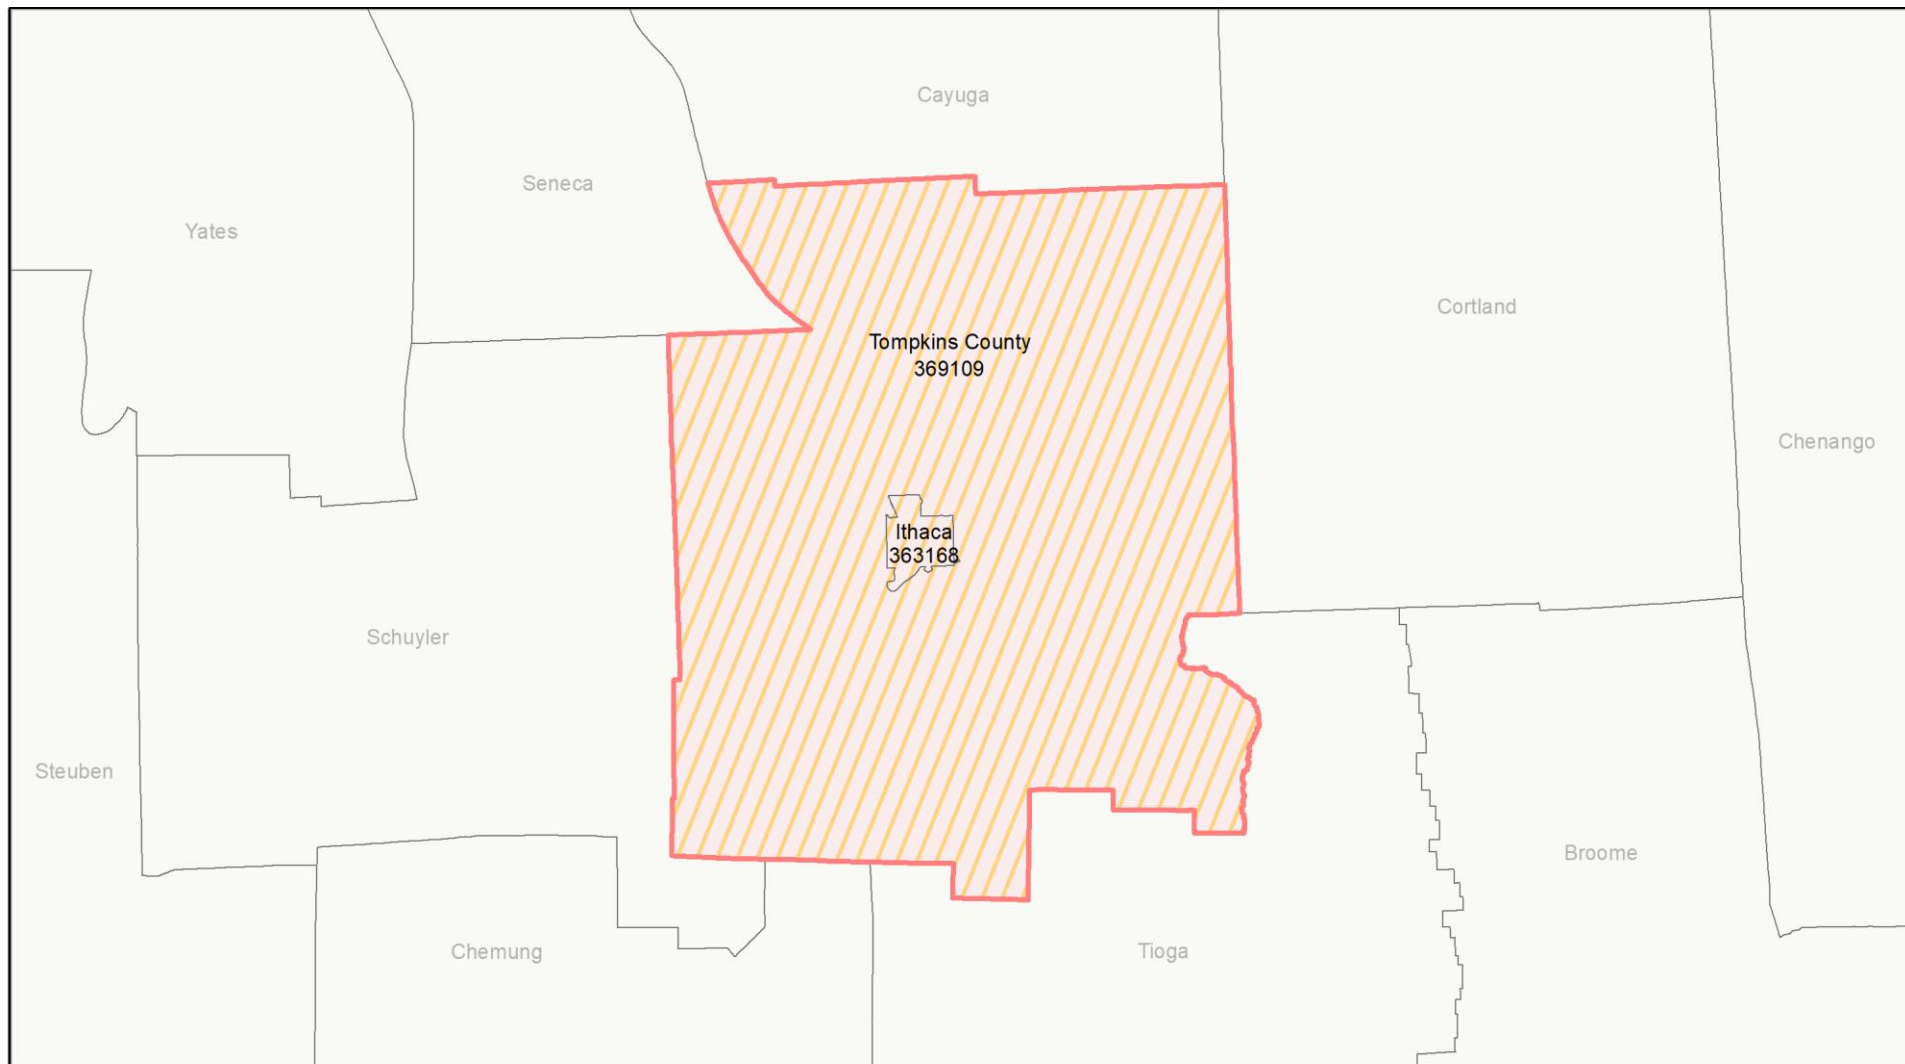 Cayuga
Seneca
Yates
Cortland
Tompkins County
369109
Chenango
Ithaca
363168
Schuyler
Steuben
Broome
Chemung
Tioga